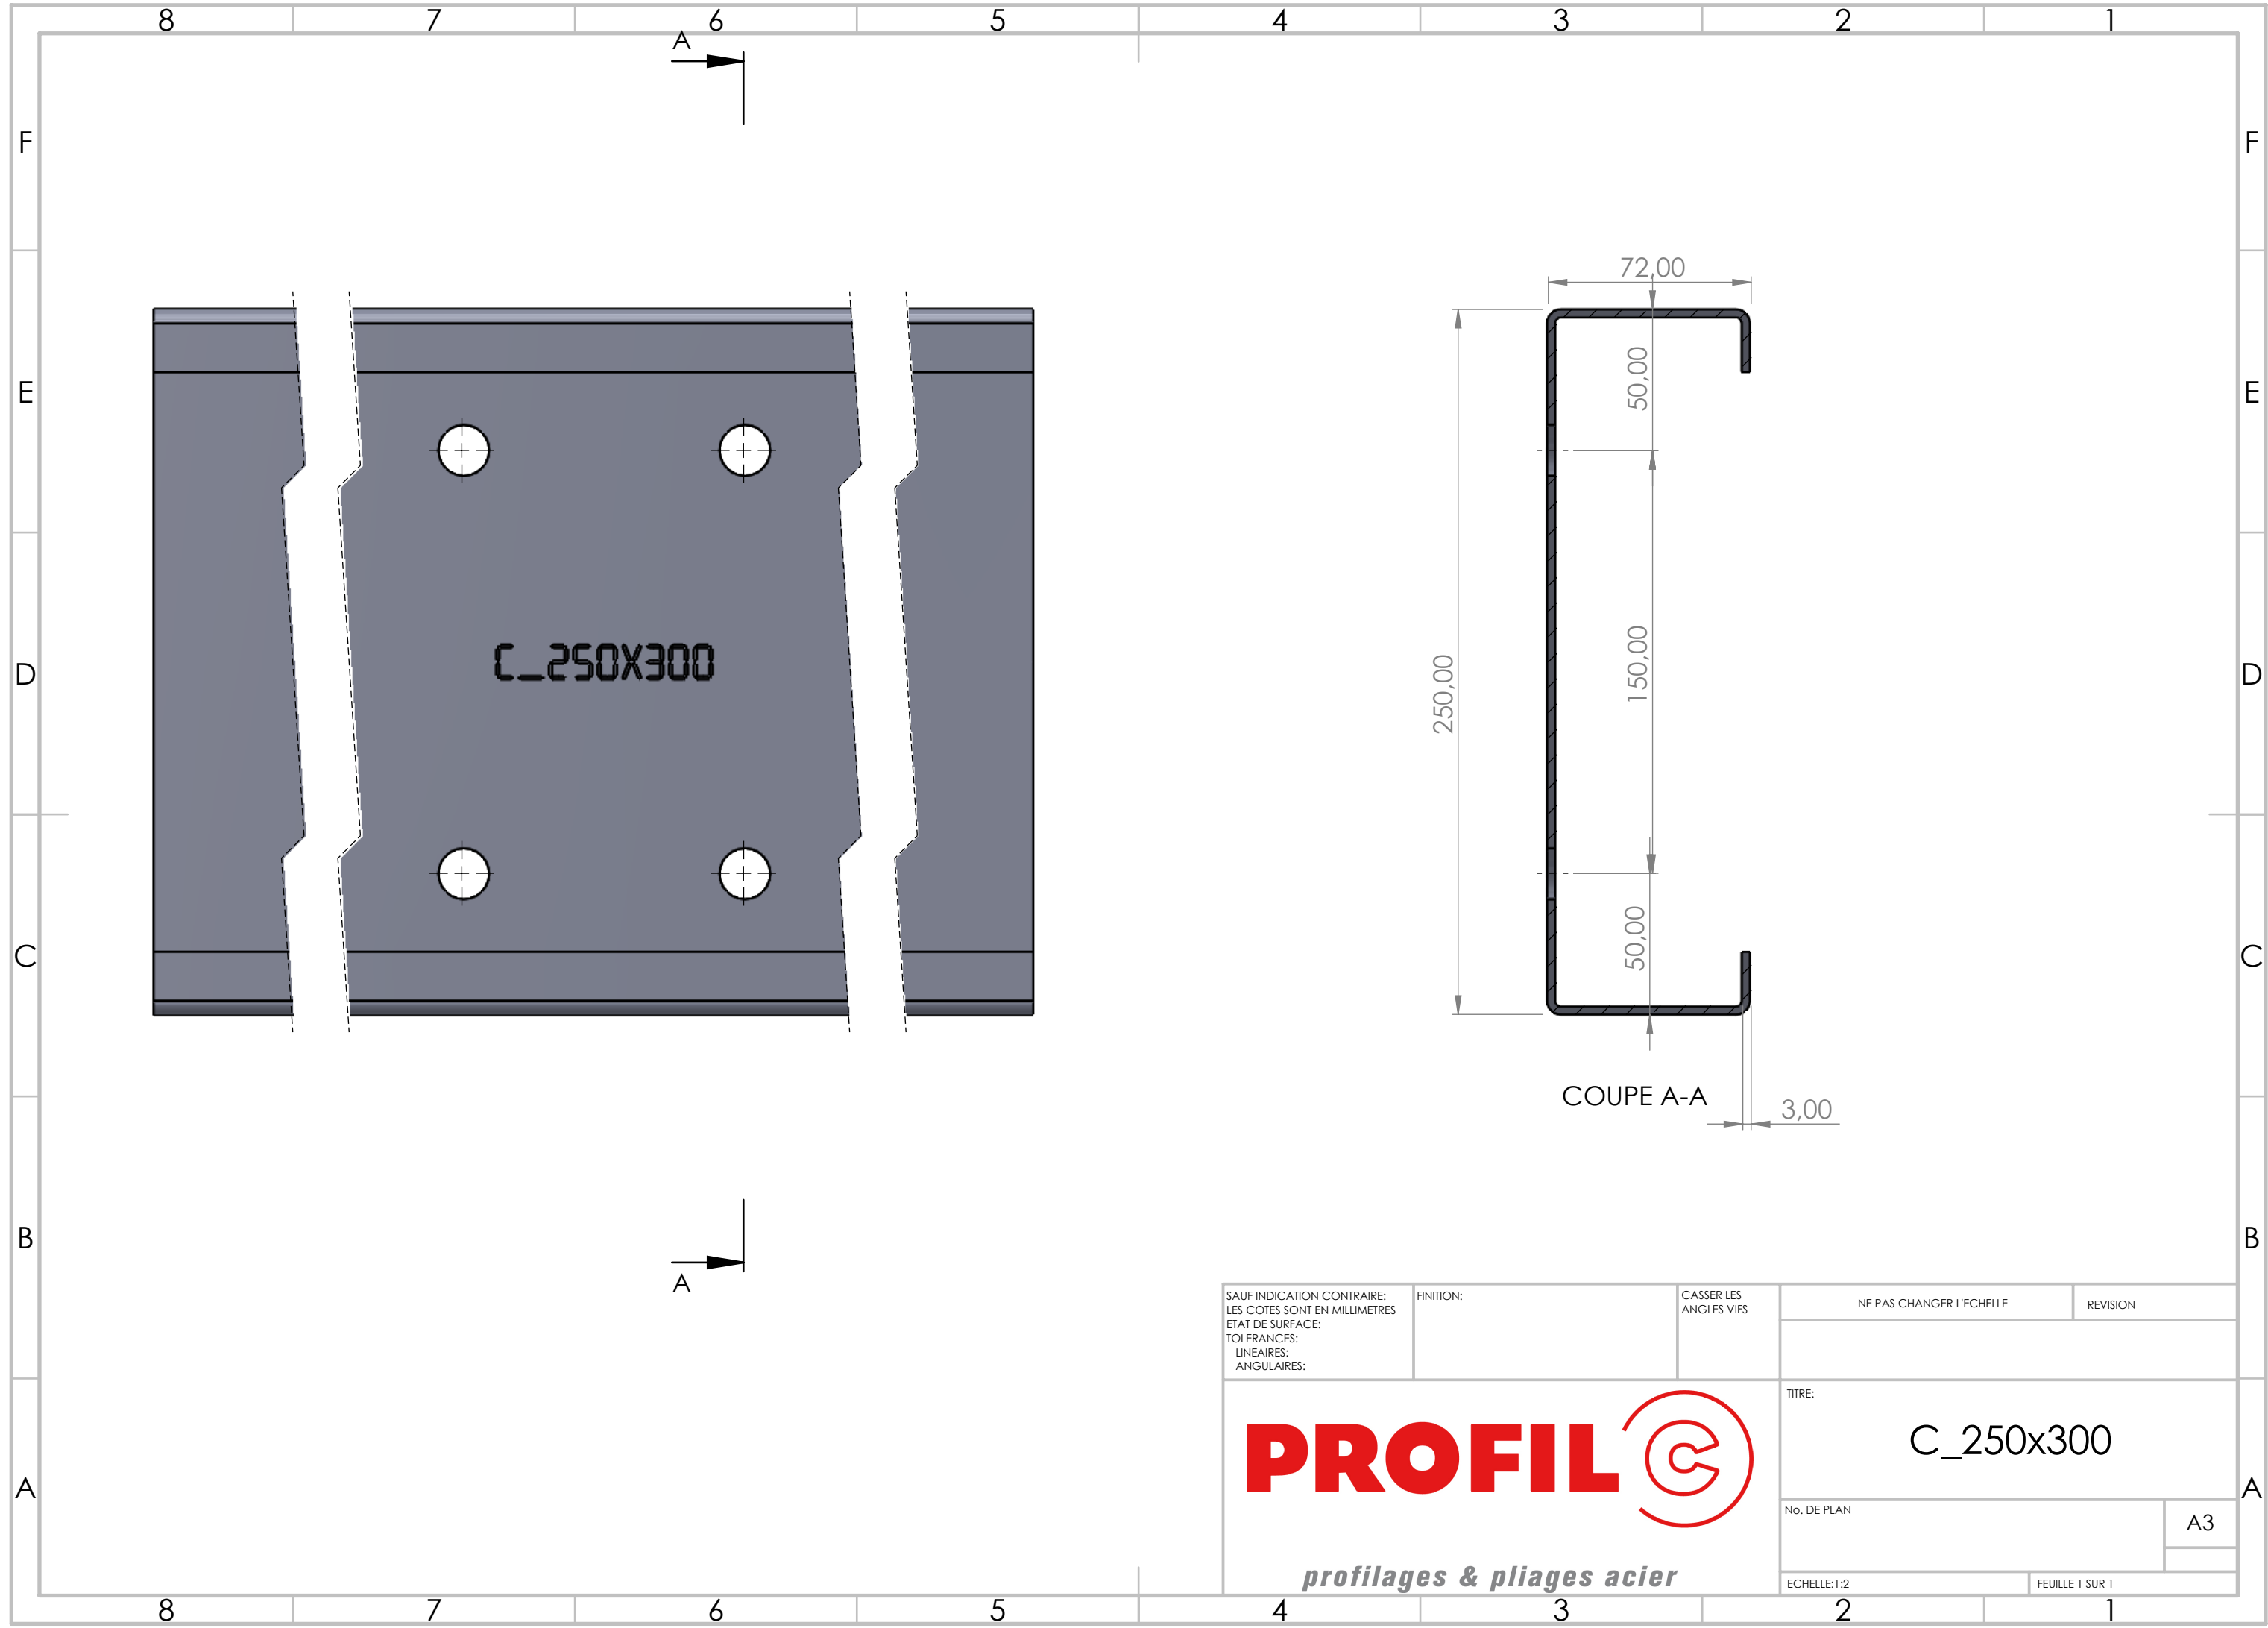 8 7 6 5 4 3 2 1
A
F F
72,00
E E
50,00
D D
C_250X300
150,00
250,00
50,00
C C
COUPE A-A
3,00
B B
A
SAUF INDICATION CONTRAIRE:
LES COTES SONT EN MILLIMETRES
ETAT DE SURFACE:
TOLERANCES:
LINEAIRES:
ANGULAIRES:
FINITION:
CASSER LES
ANGLES VIFS
NE PAS CHANGER L'ECHELLE
REVISION
PROFIL C
profilages & pliages acier
TITRE:
C_250x300
A A
No. DE PLAN
A3
ECHELLE:1:2
FEUILLE 1 SUR 1
8 7 6 5 4 3 2 1